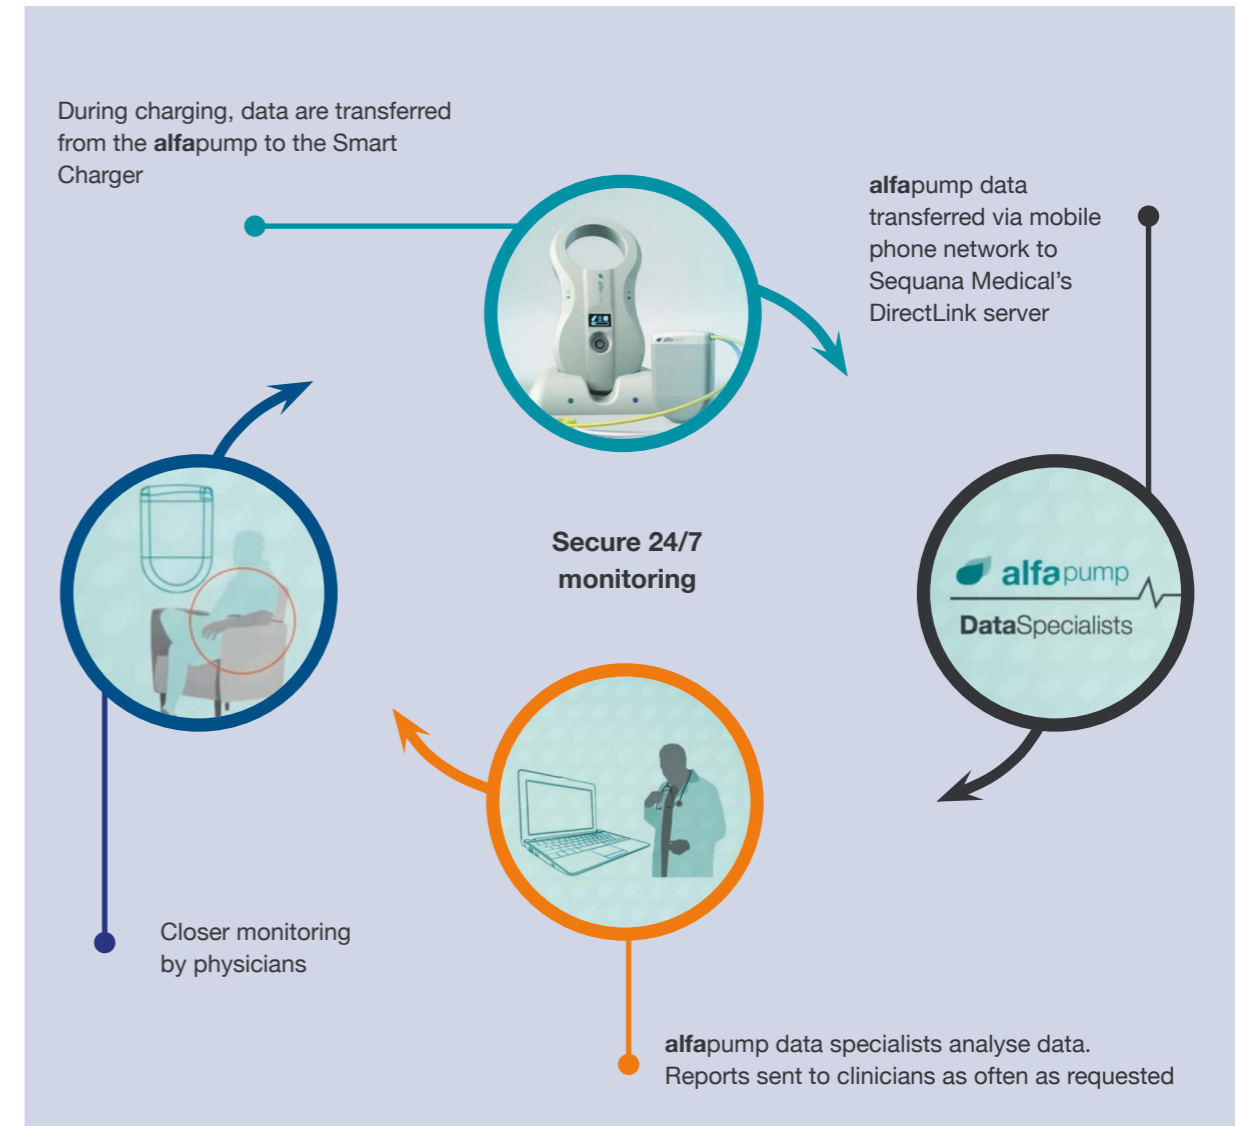 During charging, data are transferred
from the alfapump to the Smart
Charger
alfapump data
transferred via mobile
phone network to
Sequana Medical's
DirectLink server
alfa
alfa
Secure 24/7
monitoring
alfapump
DataSpecialists
Closer monitoring
by physicians
alfapump data specialists analyse data.
Reports sent to clinicians as often as requested